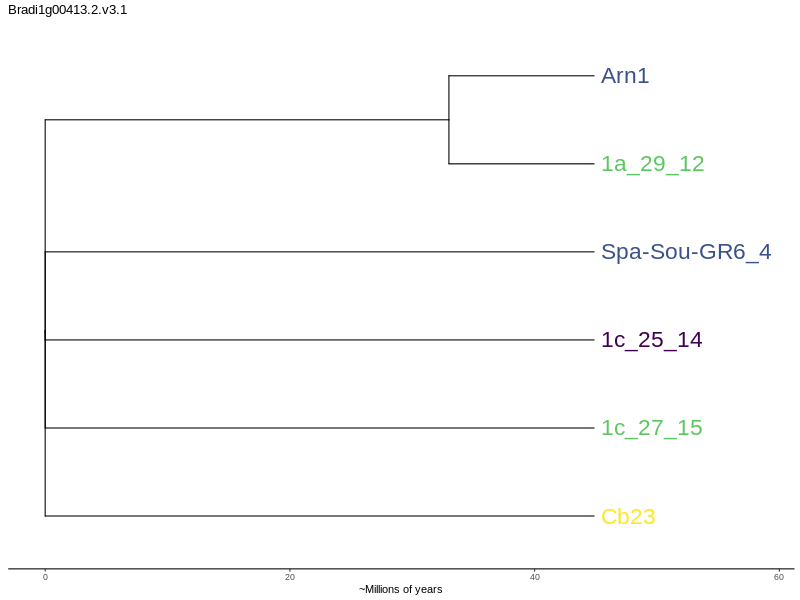 Bradi1g00413.2.v3.1
Arn1
1a_29_12
Spa-Sou-GR6_4
1c_25_14
1c_27_15
Cb23
0 20 40 60
~Millions of years